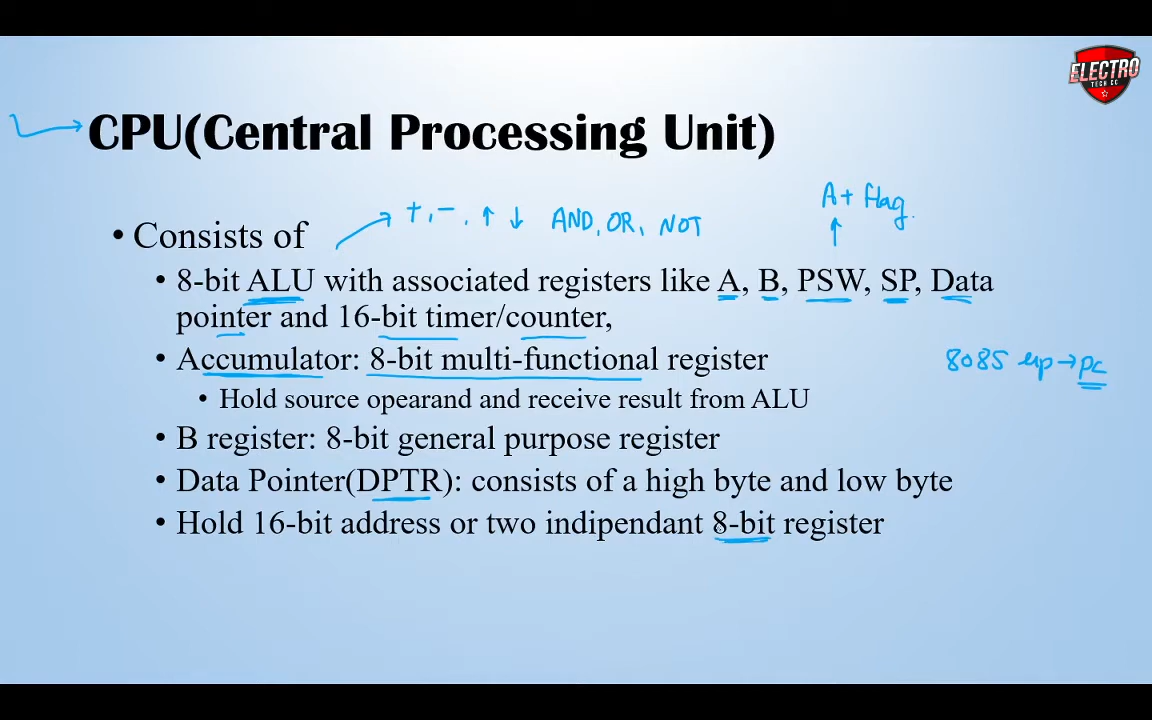 ELECTRO
TECH CO
CPU(Central Processing Unit)
A + flag.
+, -, ↑ ↓ AND, OR, NOT
• Consists of
• 8-bit ALU with associated registers like A, B, PSW, SP, Data
pointer and 16-bit timer/counter,
• Accumulator: 8-bit multi-functional register
8085 μp → pc
• Hold source opearand and receive result from ALU
• B register: 8-bit general purpose register
• Data Pointer(DPTR): consists of a high byte and low byte
• Hold 16-bit address or two indipendant 8-bit register